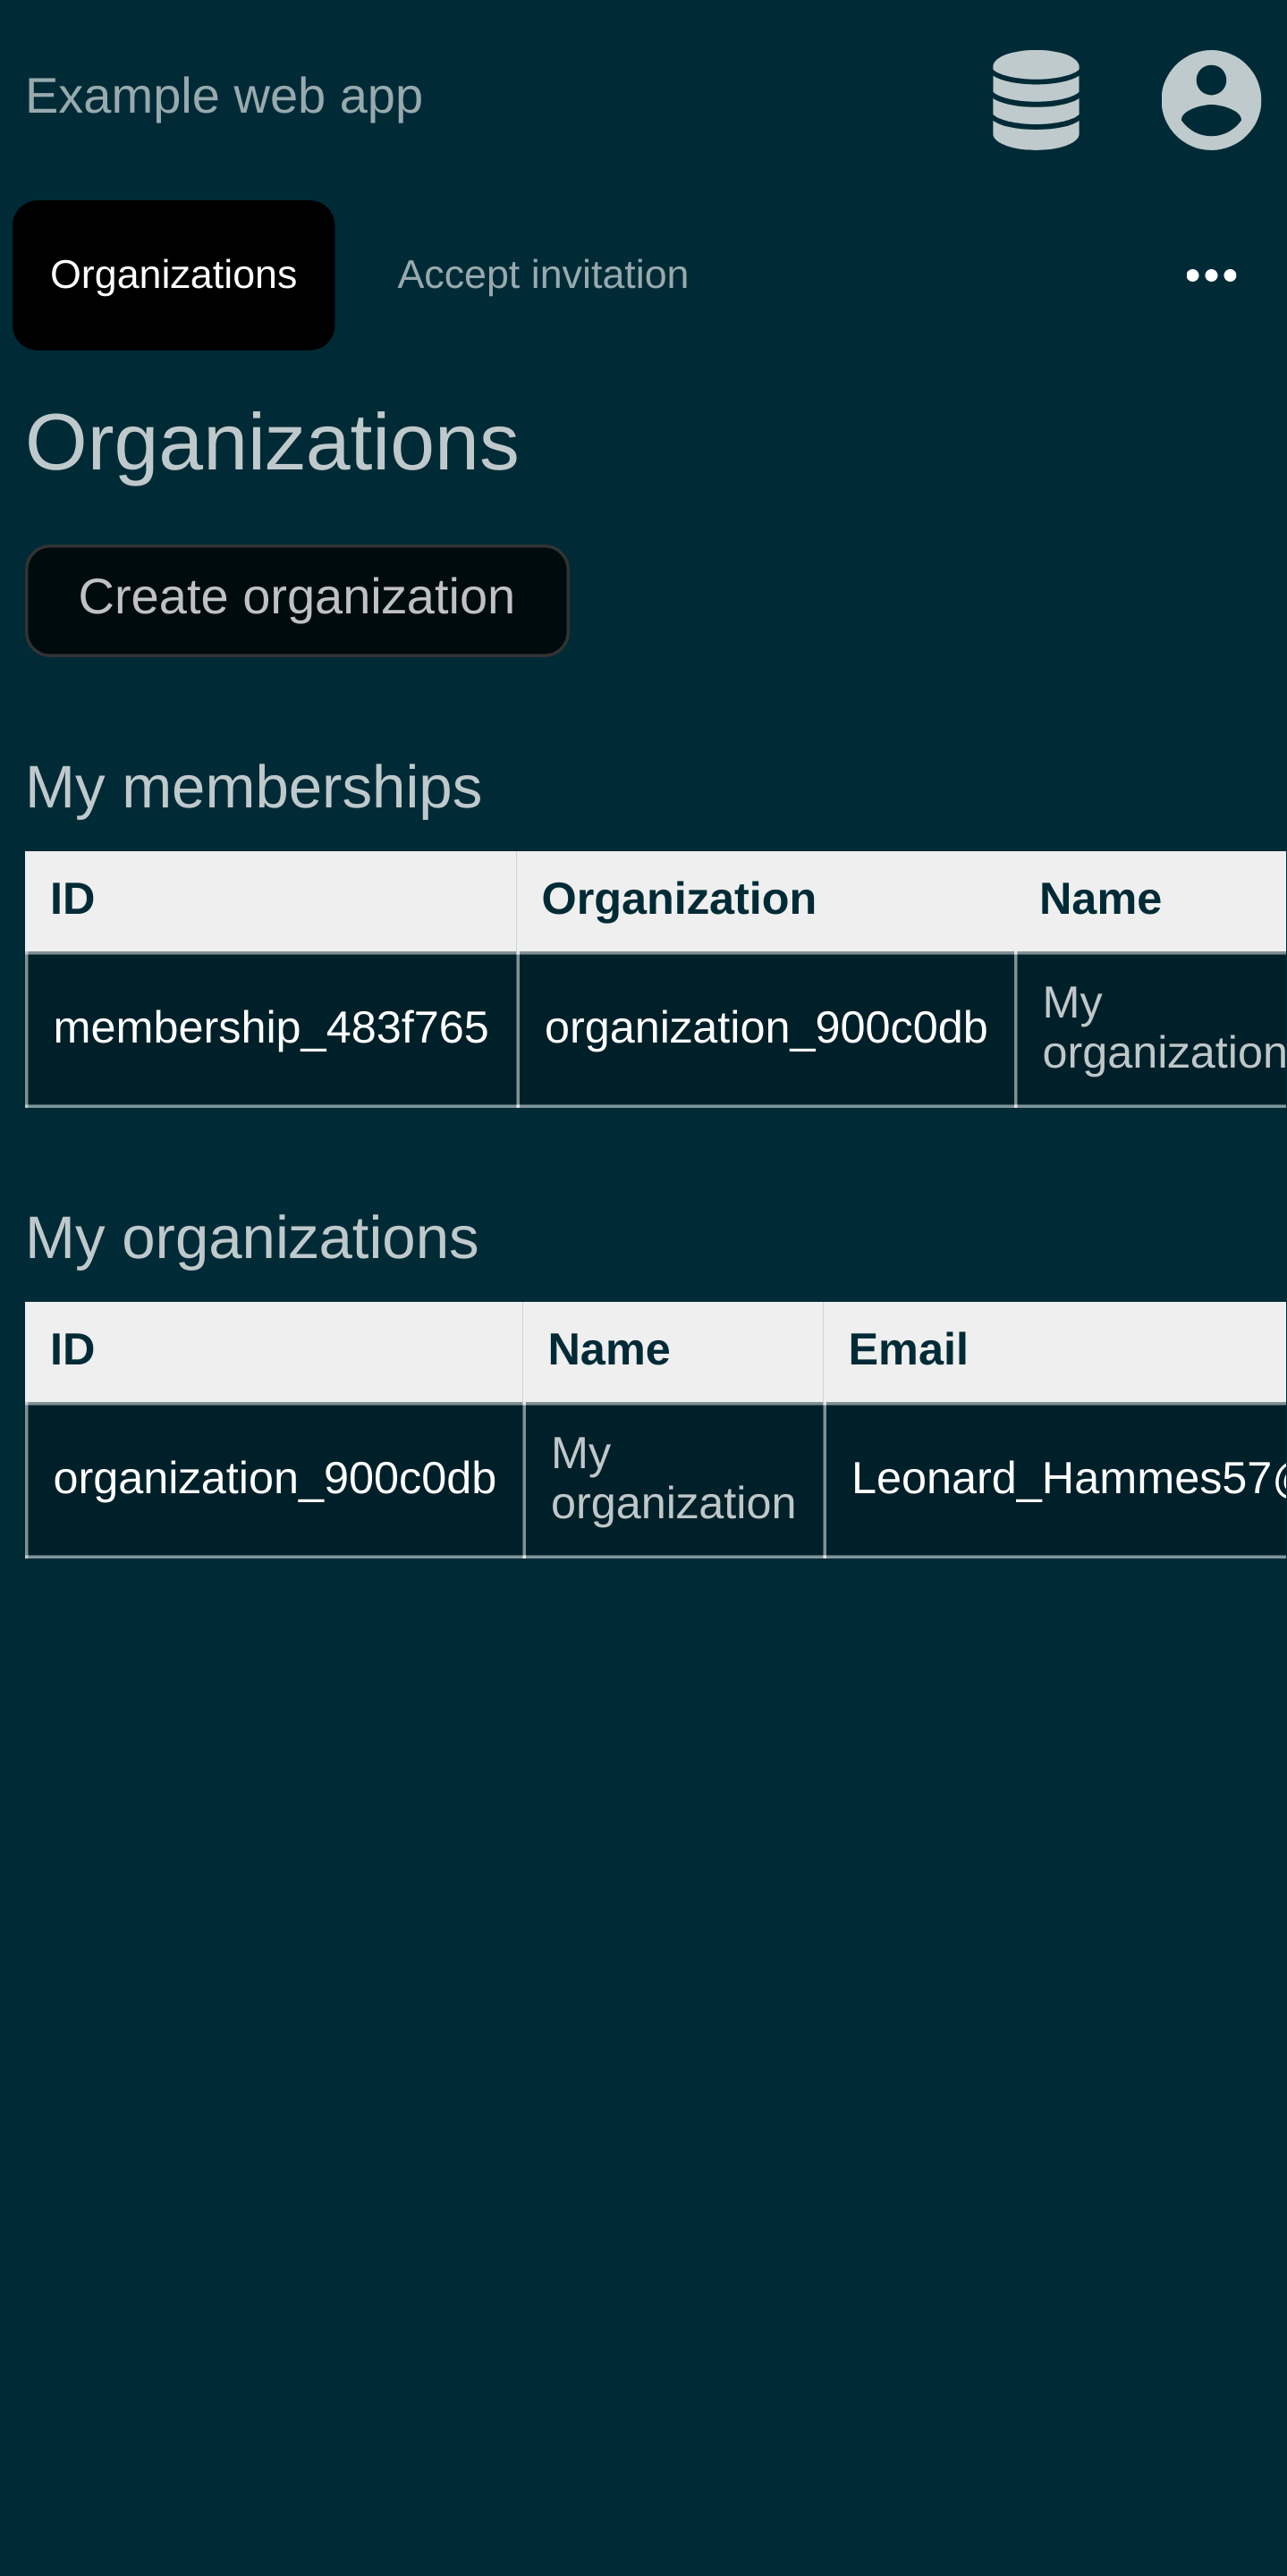 Example web app
Organizations
Accept invitation
Organizations
Create organization
My memberships
ID Organization Name
membership_483f765 organization_900c0db My
organization
My organizations
ID Name Email
organization_900c0db My
organization Leonard_Hammes57@